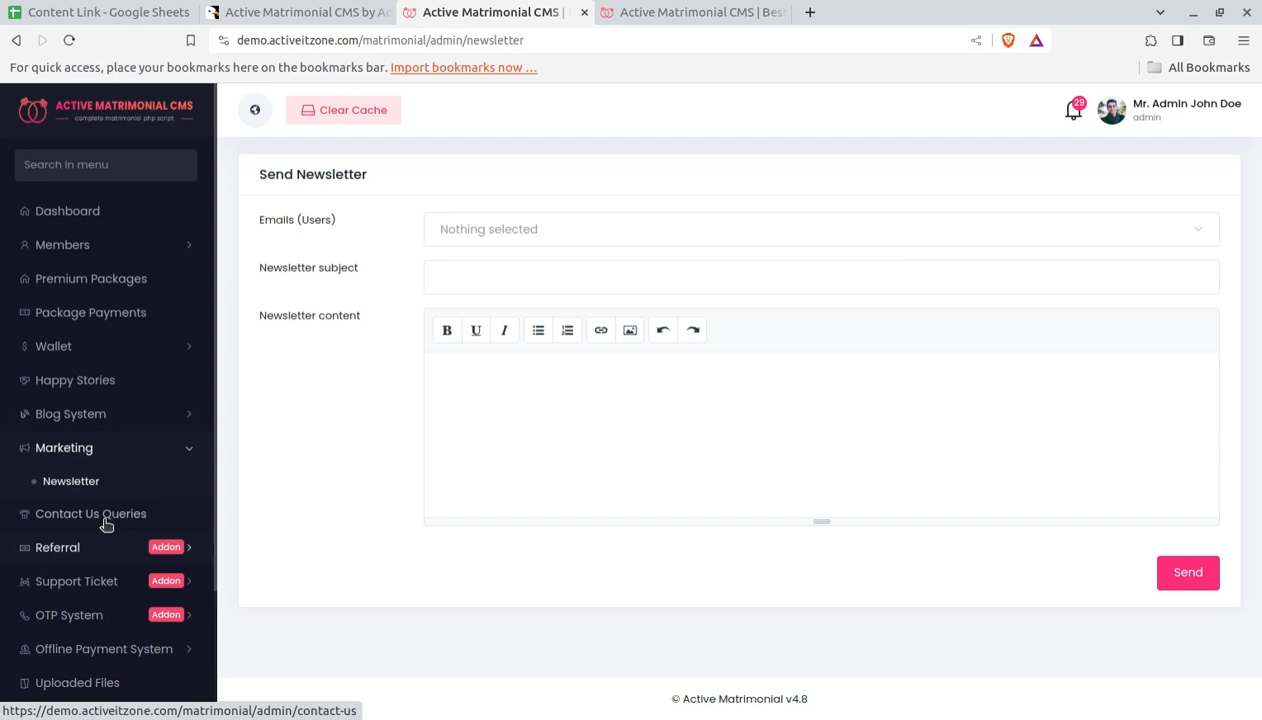 Content Link - Google Sheets
Active Matrimonial CMS by Ac
Active Matrimonial CMS |
Active Matrimonial CMS | Bes
demo.activeitzone.com/matrimonial/admin/newsletter
For quick access, place your bookmarks here on the bookmarks bar. Import bookmarks now ...
All Bookmarks
ACTIVE MATRIMONIAL CMS
complete matrimonial php script
Clear Cache
29
Mr. Admin John Doe
admin
Search in menu
Dashboard
Members
Premium Packages
Package Payments
Wallet
Happy Stories
Blog System
Marketing
Newsletter
Contact Us Queries
Referral Addon
Support Ticket Addon
OTP System Addon
Offline Payment System
Uploaded Files
Send Newsletter
Emails (Users)
Nothing selected
Newsletter subject
Newsletter content
B U I
Send
© Active Matrimonial v4.8
https://demo.activeitzone.com/matrimonial/admin/contact-us